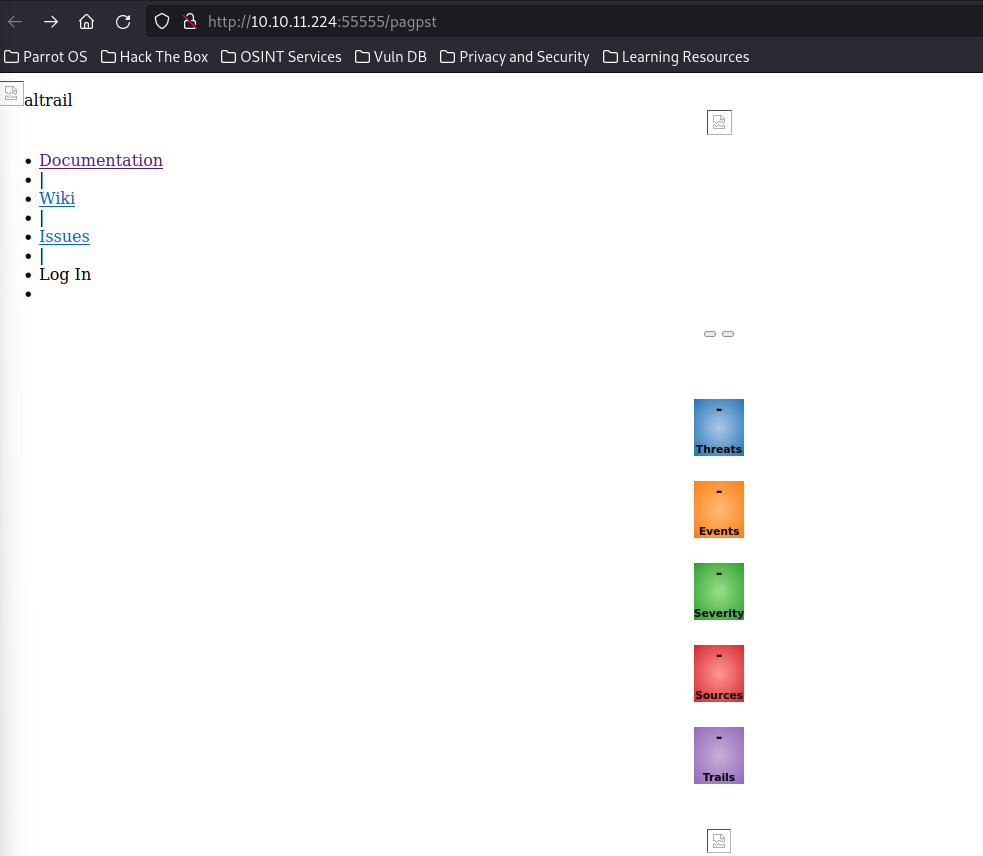 http://10.10.11.224:55555/pagpst
Parrot OS Hack The Box OSINT Services Vuln DB Privacy and Security Learning Resources
altrail
Documentation
|
Wiki
|
Issues
|
Log In
-
Threats
-
Events
-
Severity
-
Sources
-
Trails